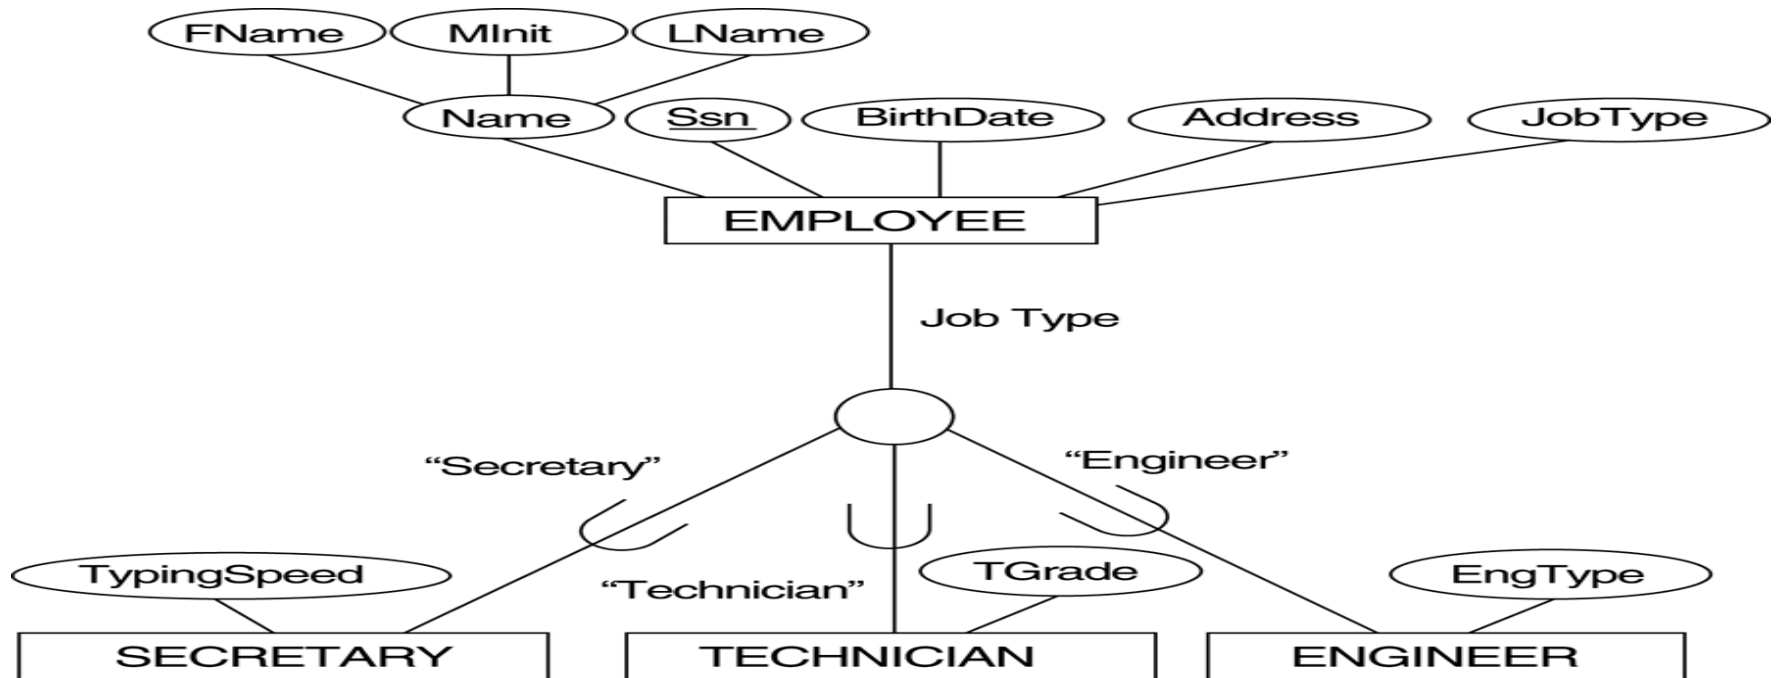 FName MInit LName
Name Ssn BirthDate Address JobType
EMPLOYEE
Job Type
“Secretary” “Engineer”
TypingSpeed “Technician” TGrade EngType
SECRETARY TECHNICIAN ENGINEER